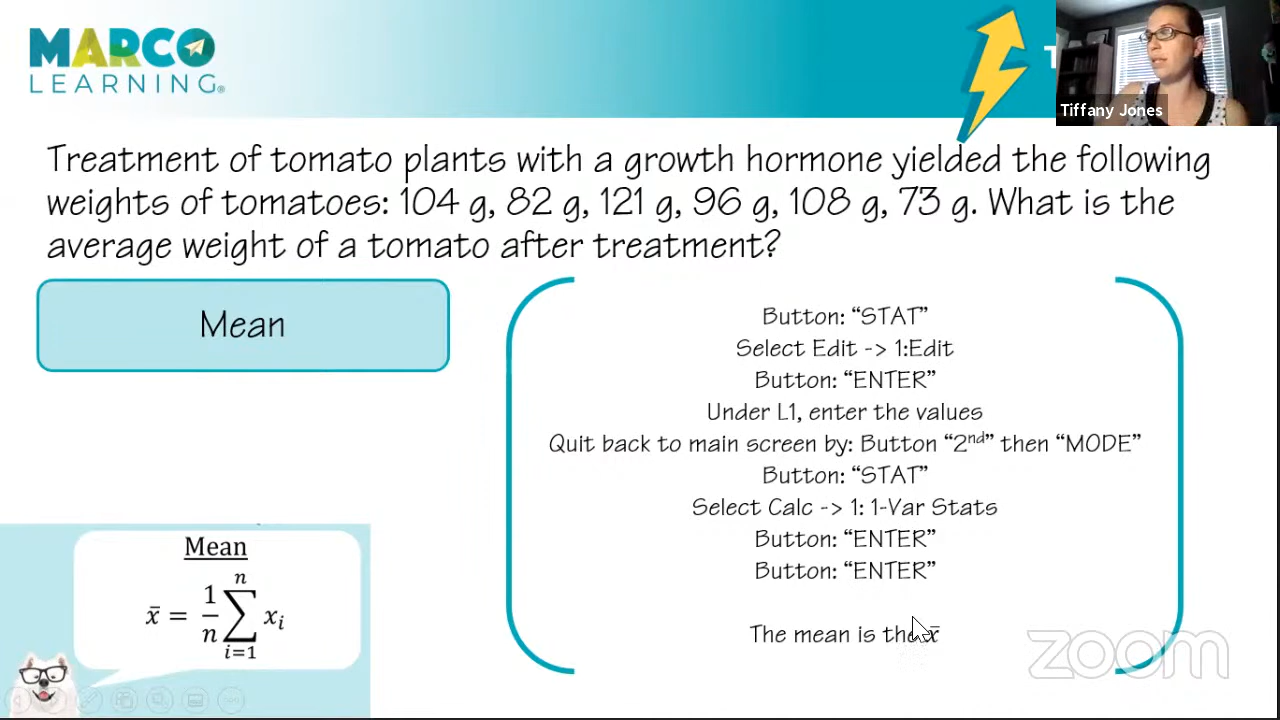 MARCO
LEARNING®
Tiffany Jones
Treatment of tomato plants with a growth hormone yielded the following
weights of tomatoes: 104 g, 82 g, 121 g, 96 g, 108 g, 73 g. What is the
average weight of a tomato after treatment?
Mean
Button: “STAT”
Select Edit -> 1:Edit
Button: “ENTER”
Under L1, enter the values
Quit back to main screen by: Button “2nd” then “MODE”
Button: “STAT”
Select Calc -> 1: 1-Var Stats
Button: “ENTER”
Button: “ENTER”
The mean is the x̄
Mean
x̄ = 1/n ∑ i=1 n xi
zoom